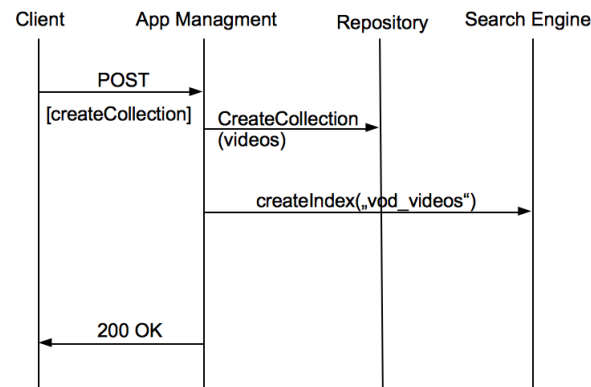 Client
App Managment
Repository
Search Engine
POST
[createCollection]
CreateCollection
(videos)
createIndex(„vod_videos“)
200 OK